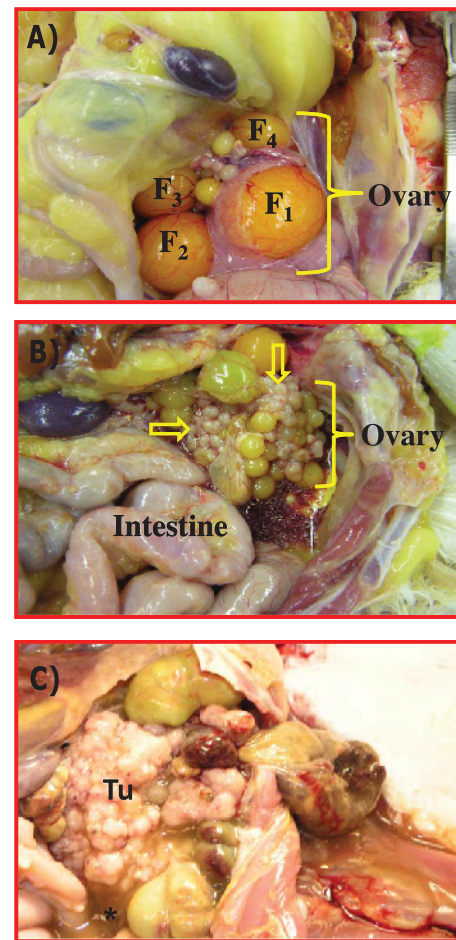 A)
F4
F3
F1
Ovary
F2
B)
Ovary
Intestine
C)
Tu
*